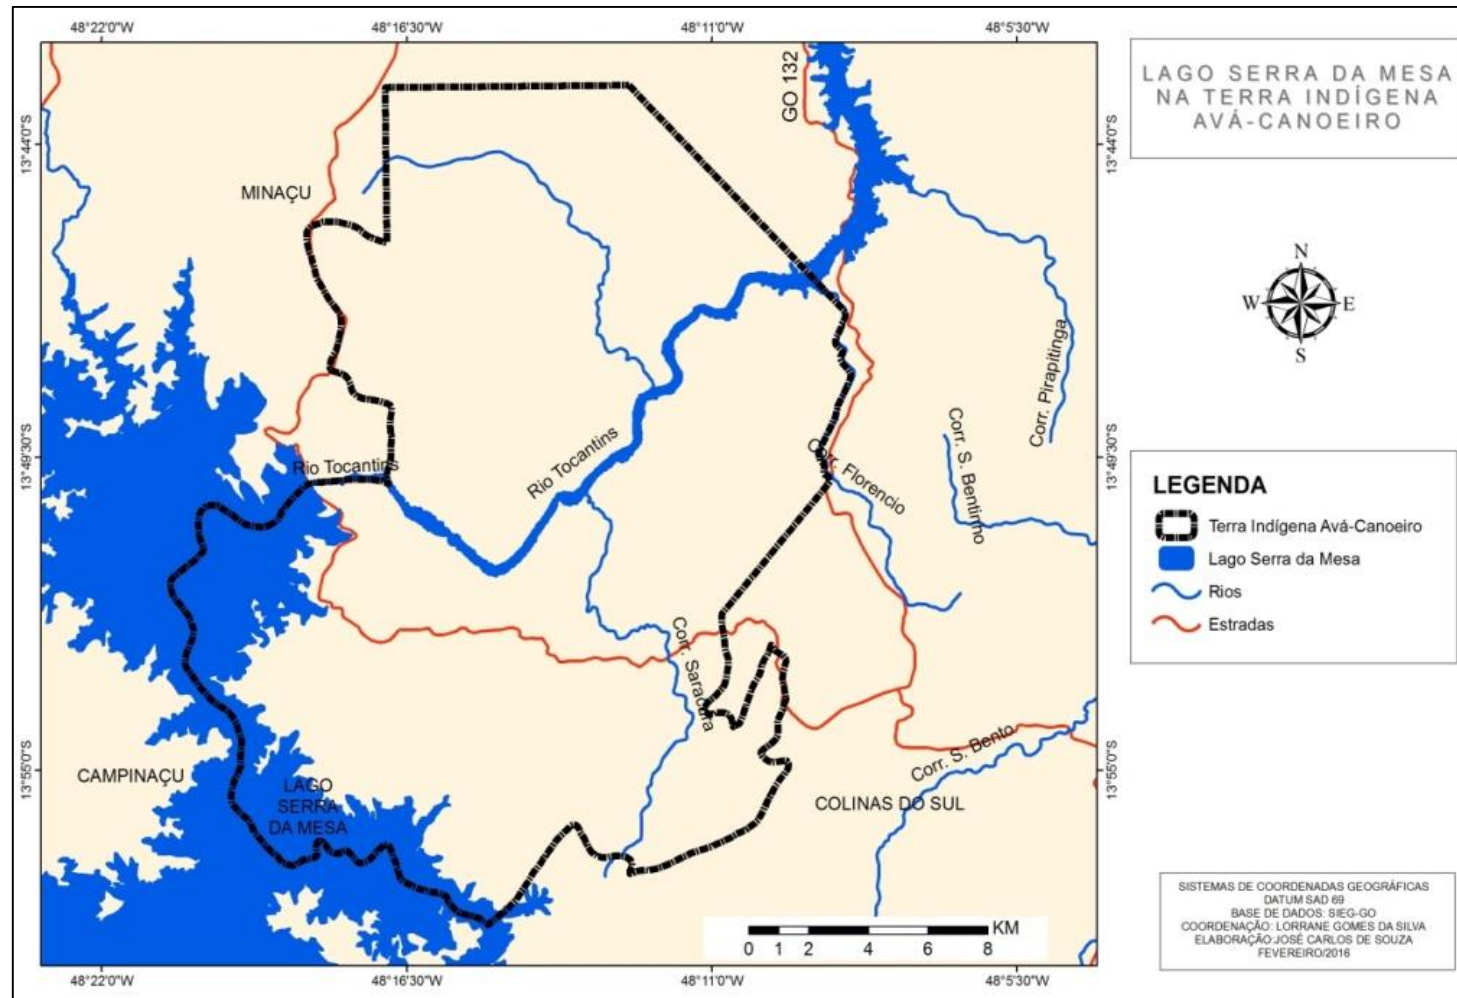 48°22'0"W
48°16'30"W
48°11'0"W
48°5'30"W
LAGO SERRA DA MESA
NA TERRA INDÍGENA
AVÁ-CANOEIRO
GO 132
13°44'0"S
13°44'0"S
MINAÇU
N
W
E
S
Corr. Pirapitinga
Corr. S. Bentinho
13°49'30"S
13°49'30"S
Rio Tocantins
Rio Tocantins
Corr. Florencio
LEGENDA
Terra Indígena Avá-Canoeiro
Lago Serra da Mesa
Rios
Estradas
Corr. Saracura
Corr. S. Bento
13°55'0"S
13°55'0"S
CAMPINAÇU
LAGO
SERRA
DA MESA
COLINAS DO SUL
KM
0 1 2 4 6 8
SISTEMAS DE COORDENADAS GEOGRÁFICAS
DATUM SAD 69
BASE DE DADOS: SIEG-GO
COORDENAÇÃO: LORRANE GOMES DA SILVA
ELABORAÇÃO:JOSÉ CARLOS DE SOUZA
FEVEREIRO/2016
48°22'0"W
48°16'30"W
48°11'0"W
48°5'30"W